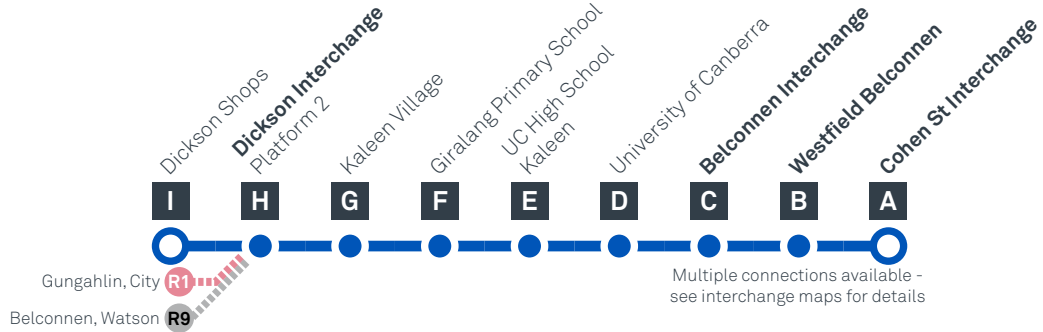 Dickson Shops
Dickson Interchange
Platform 2
Kaleen Village
Giralang Primary School
UC High School
Kaleen
University of Canberra
Belconnen Interchange
Westfield Belconnen
Cohen St Interchange
I H G F E D C B A
Gungahlin, City R1
Belconnen, Watson R9
Multiple connections available -
see interchange maps for details